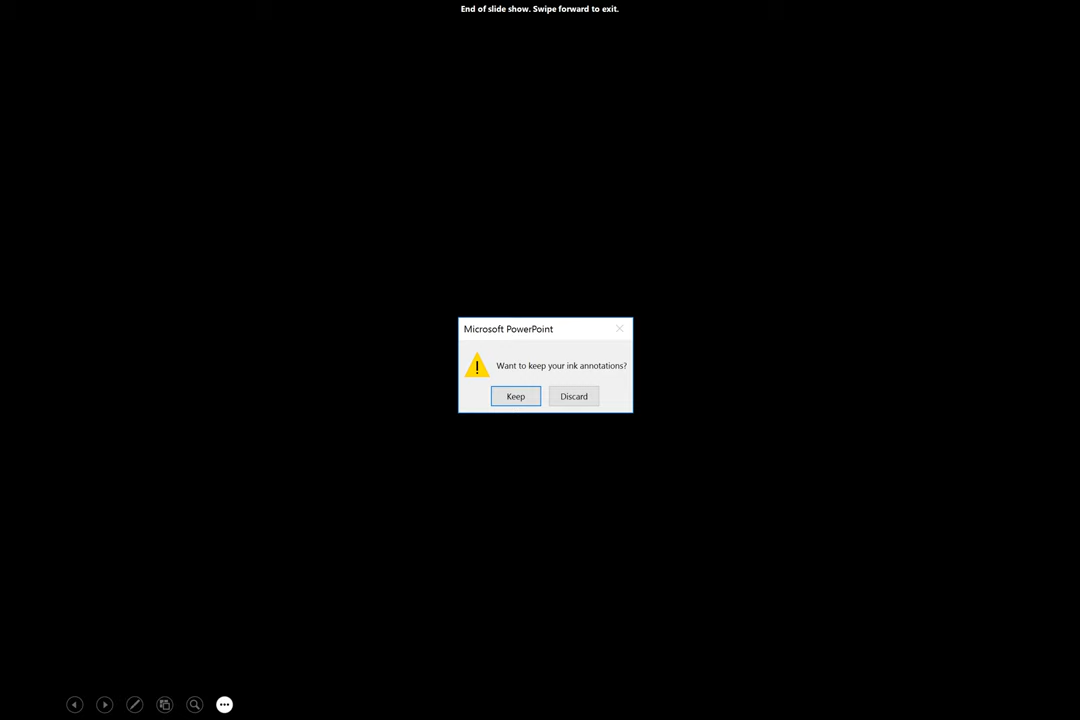 End of slide show. Swipe forward to exit.
Microsoft PowerPoint
Want to keep your ink annotations?
Keep
Discard